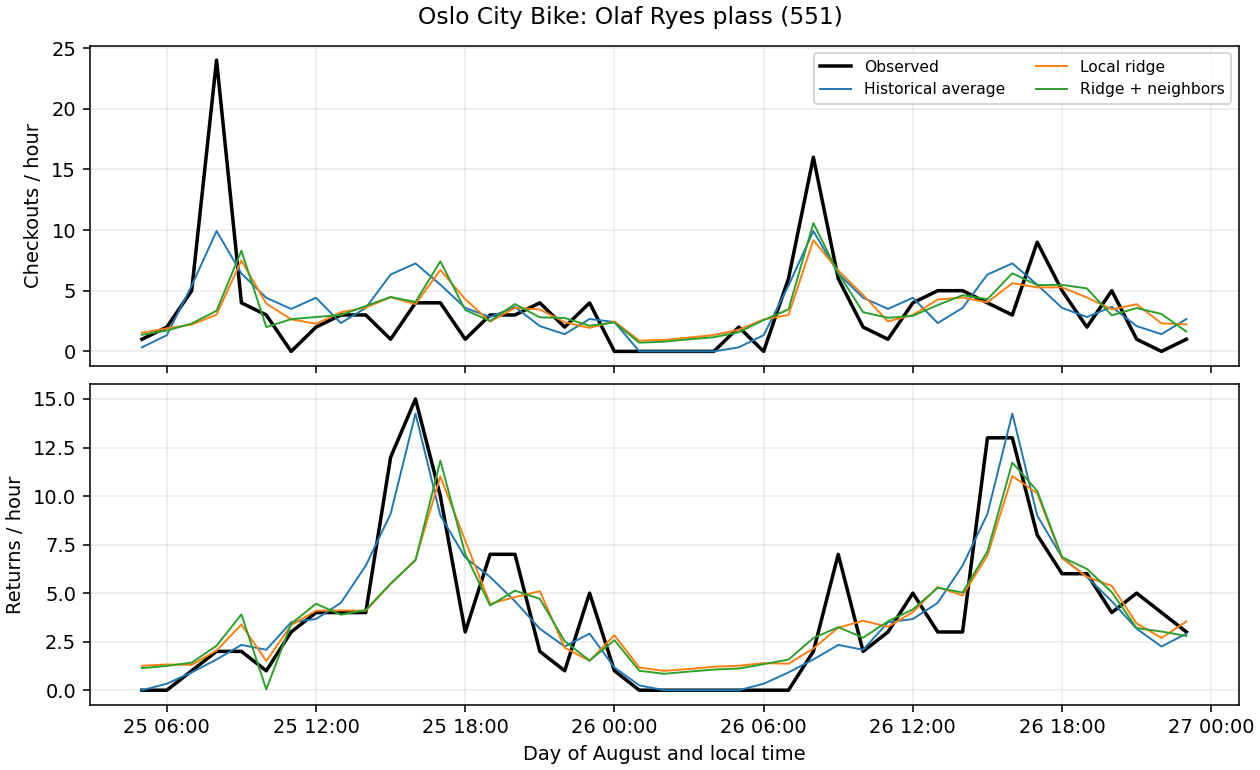 Oslo City Bike: Olaf Ryes plass (551)
Observed
Historical average
Local ridge
Ridge + neighbors
Checkouts / hour
25
20
15
10
5
0
Returns / hour
15.0
12.5
10.0
7.5
5.0
2.5
0.0
25 06:00 25 12:00 25 18:00 26 00:00 26 06:00 26 12:00 26 18:00 27 00:00
Day of August and local time